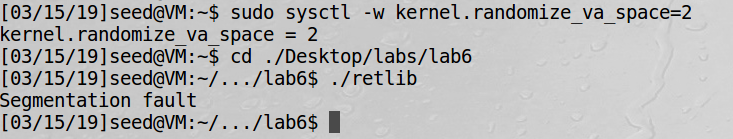 [03/15/19]seed@VM:~$ sudo sysctl -w kernel.randomize_va_space=2
kernel.randomize_va_space = 2
[03/15/19]seed@VM:~$ cd ./Desktop/labs/lab6
[03/15/19]seed@VM:~/.../lab6$ ./retlib
Segmentation fault
[03/15/19]seed@VM:~/.../lab6$